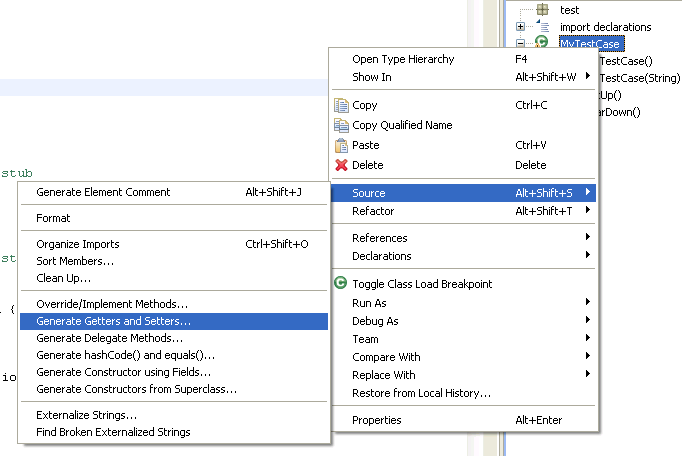 test
import declarations
MyTestCase
TestCase()
TestCase(String)
Up()
arDown()
Open Type Hierarchy F4
Show In Alt+Shift+W
Copy Ctrl+C
Copy Qualified Name
Paste Ctrl+V
Delete Delete
Source Alt+Shift+S
Refactor Alt+Shift+T
References
Declarations
Toggle Class Load Breakpoint
Run As
Debug As
Team
Compare With
Replace With
Restore from Local History...
Properties Alt+Enter
stub
Generate Element Comment Alt+Shift+J
Format
Organize Imports Ctrl+Shift+O
Sort Members...
Clean Up...
Override/Implement Methods...
Generate Getters and Setters...
Generate Delegate Methods...
Generate hashCode() and equals()...
Generate Constructor using Fields...
Generate Constructors from Superclass...
Externalize Strings...
Find Broken Externalized Strings
st
{
io